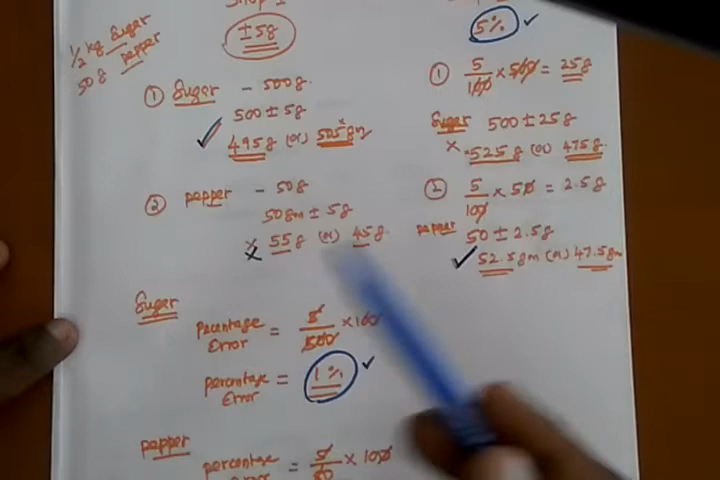 Shop 1
½ kg Sugar
50 g pepper
±5g
① Sugar - 500g.
500 ± 5g
495g (or) 505gm
② pepper - 50g
50gm ± 5g
× 55g (or) 45g.
5%
① 5/100 × 500 = 25g
Sugar 500 ± 25g
× 525g (or) 475g.
② 5/100 × 50 = 2.5g
pepper 50 ± 2.5g
52.5gm (or) 47.5gm
Sugar
percentage Error = 5/500 × 100
percentage Error = 1%
pepper
percentage = 5/50 × 100